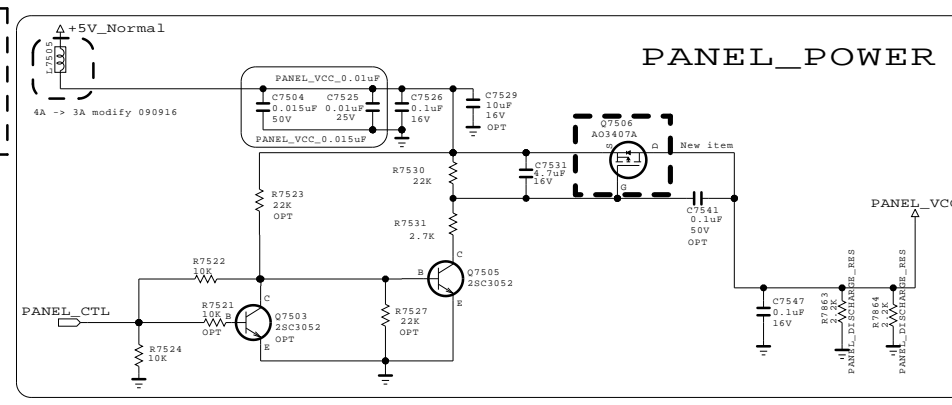 +5V_Normal
PANEL_POWER
L7505
4A -> 3A modify 090916
PANEL_VCC_0.01uF
C7504
0.015uF
50V
C7525
0.01uF
25V
C7526
0.1uF
16V
C7529
10uF
16V
OPT
PANEL_VCC_0.015uF
Q7506
AO3407A
S
D
G
New item
R7530
22K
C7531
4.7uF
16V
R7523
22K
OPT
R7531
2.7K
C7541
0.1uF
50V
OPT
PANEL_VCC
R7522
10K
B
C
E
Q7505
2SC3052
PANEL_CTL
R7521
10K
OPT
B
C
E
Q7503
2SC3052
OPT
R7527
22K
OPT
R7524
10K
C7547
0.1uF
16V
R7863
2.2K
PANEL_DISCHARGE_RES
R7864
2.2K
PANEL_DISCHARGE_RES